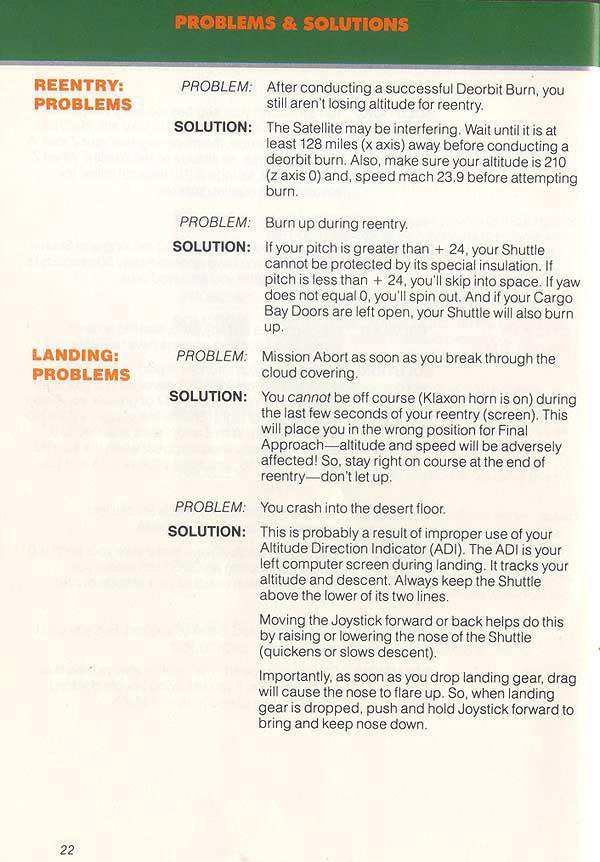 PROBLEMS & SOLUTIONS
REENTRY:
PROBLEMS
PROBLEM: After conducting a successful Deorbit Burn, you
still aren't losing altitude for reentry.
SOLUTION: The Satellite may be interfering. Wait until it is at
least 128 miles (x axis) away before conducting a
deorbit burn. Also, make sure your altitude is 210
(z axis 0) and, speed mach 23.9 before attempting
burn.
PROBLEM: Burn up during reentry.
SOLUTION: If your pitch is greater than + 24, your Shuttle
cannot be protected by its special insulation. If
pitch is less than + 24, you'll skip into space. If yaw
does not equal 0, you'll spin out. And if your Cargo
Bay Doors are left open, your Shuttle will also burn
up.
LANDING:
PROBLEMS
PROBLEM: Mission Abort as soon as you break through the
cloud covering.
SOLUTION: You cannot be off course (Klaxon horn is on) during
the last few seconds of your reentry (screen). This
will place you in the wrong position for Final
Approach—altitude and speed will be adversely
affected! So, stay right on course at the end of
reentry—don't let up.
PROBLEM: You crash into the desert floor.
SOLUTION: This is probably a result of improper use of your
Altitude Direction Indicator (ADI). The ADI is your
left computer screen during landing. It tracks your
altitude and descent. Always keep the Shuttle
above the lower of its two lines.
Moving the Joystick forward or back helps do this
by raising or lowering the nose of the Shuttle
(quickens or slows descent).
Importantly, as soon as you drop landing gear, drag
will cause the nose to flare up. So, when landing
gear is dropped, push and hold Joystick forward to
bring and keep nose down.
22